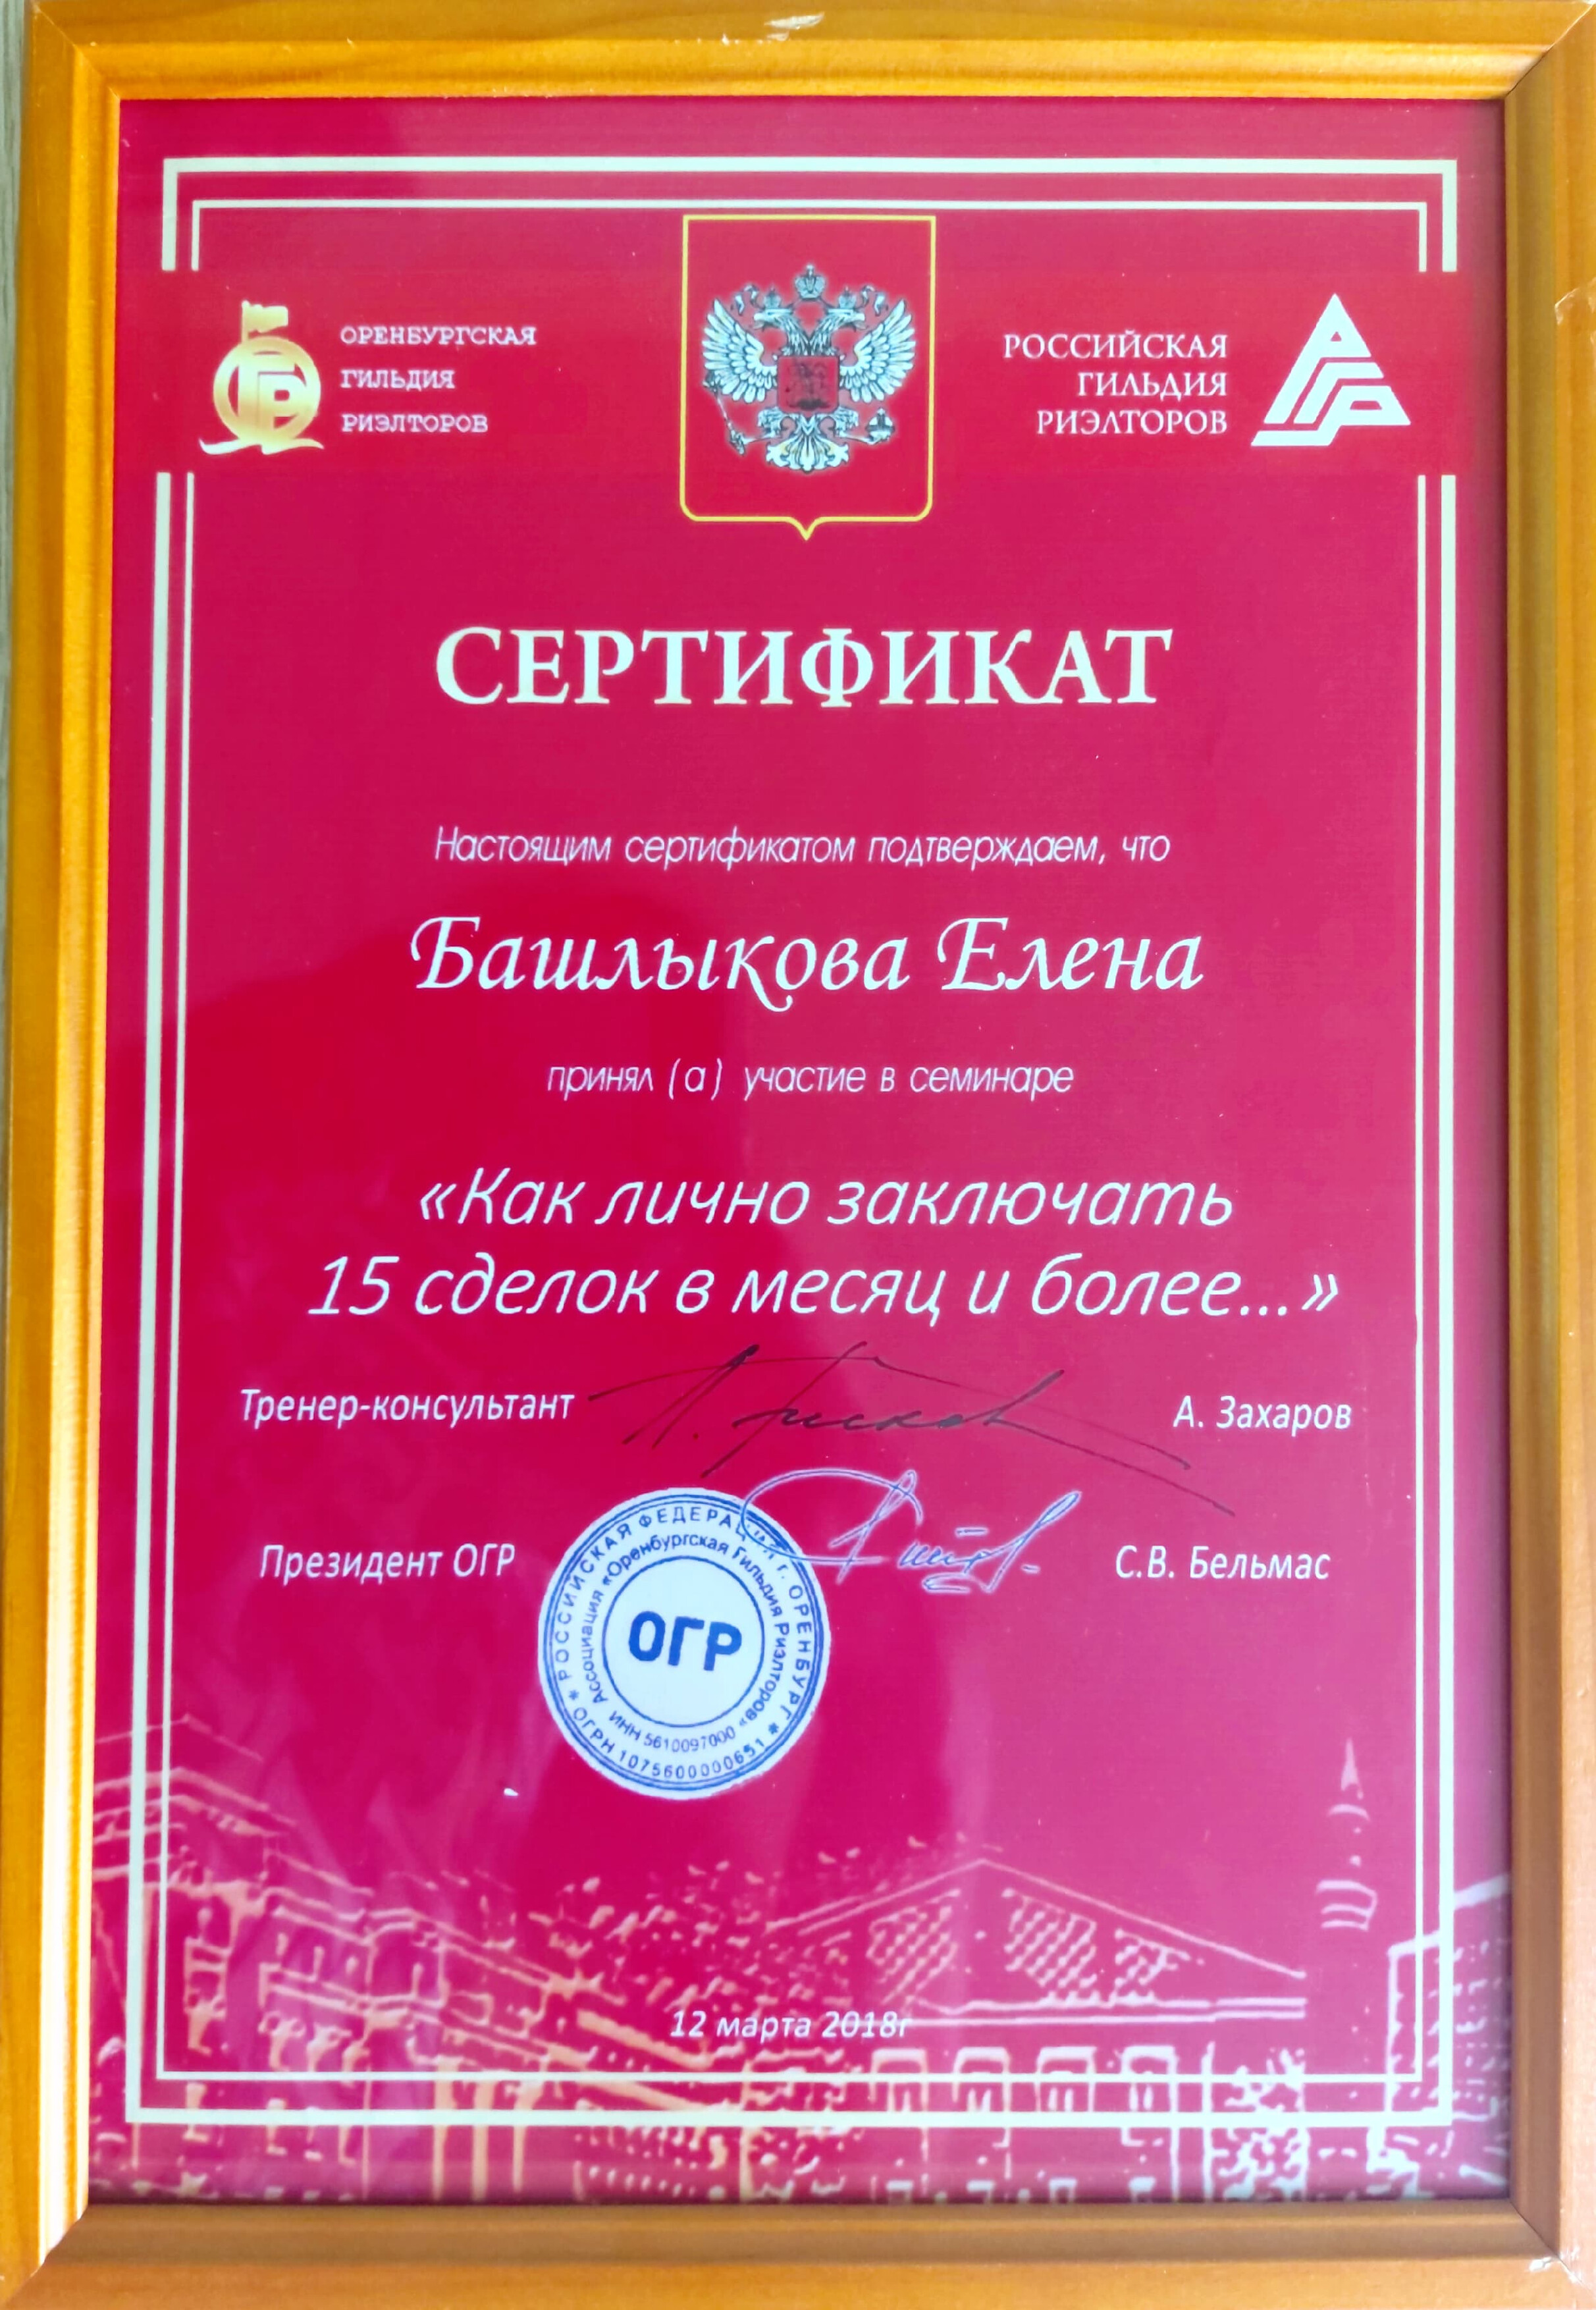 ОРЕНБУРГСКАЯ
ГИЛЬДИЯ
РИЭЛТОРОВ
РОССИЙСКАЯ
ГИЛЬДИЯ
РИЭЛТОРОВ
СЕРТИФИКАТ
Настоящим сертификатом подтверждаем, что
Башлыкова Елена
принял (а) участие в семинаре
«Как лично заключать
15 сделок в месяц и более...»
Тренер-консультант
А. Захаров
Президент ОГР
С.В. Бельмас
* РОССИЙСКАЯ ФЕДЕРАЦИЯ г. ОРЕНБУРГ *
Ассоциация «Оренбургская Гильдия Риэлторов»
ОГР
ИНН 5610097000
ОГРН 1075600000651
12 марта 2018г